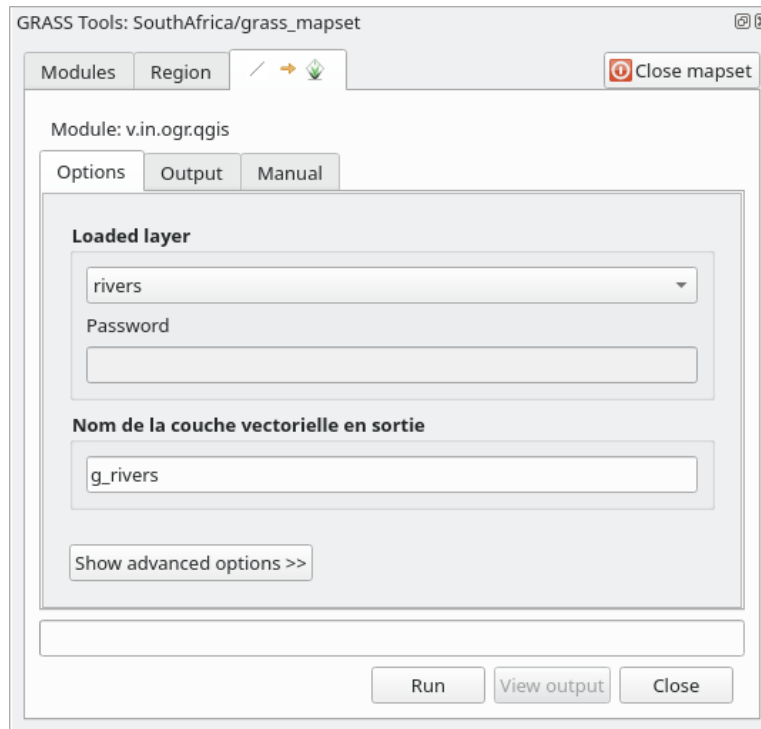 GRASS Tools: SouthAfrica/grass_mapset
Modules Region Close mapset
Module: v.in.ogr.qgis
Options Output Manual
Loaded layer
rivers
Password
Nom de la couche vectorielle en sortie
g_rivers
Show advanced options >>
Run View output Close